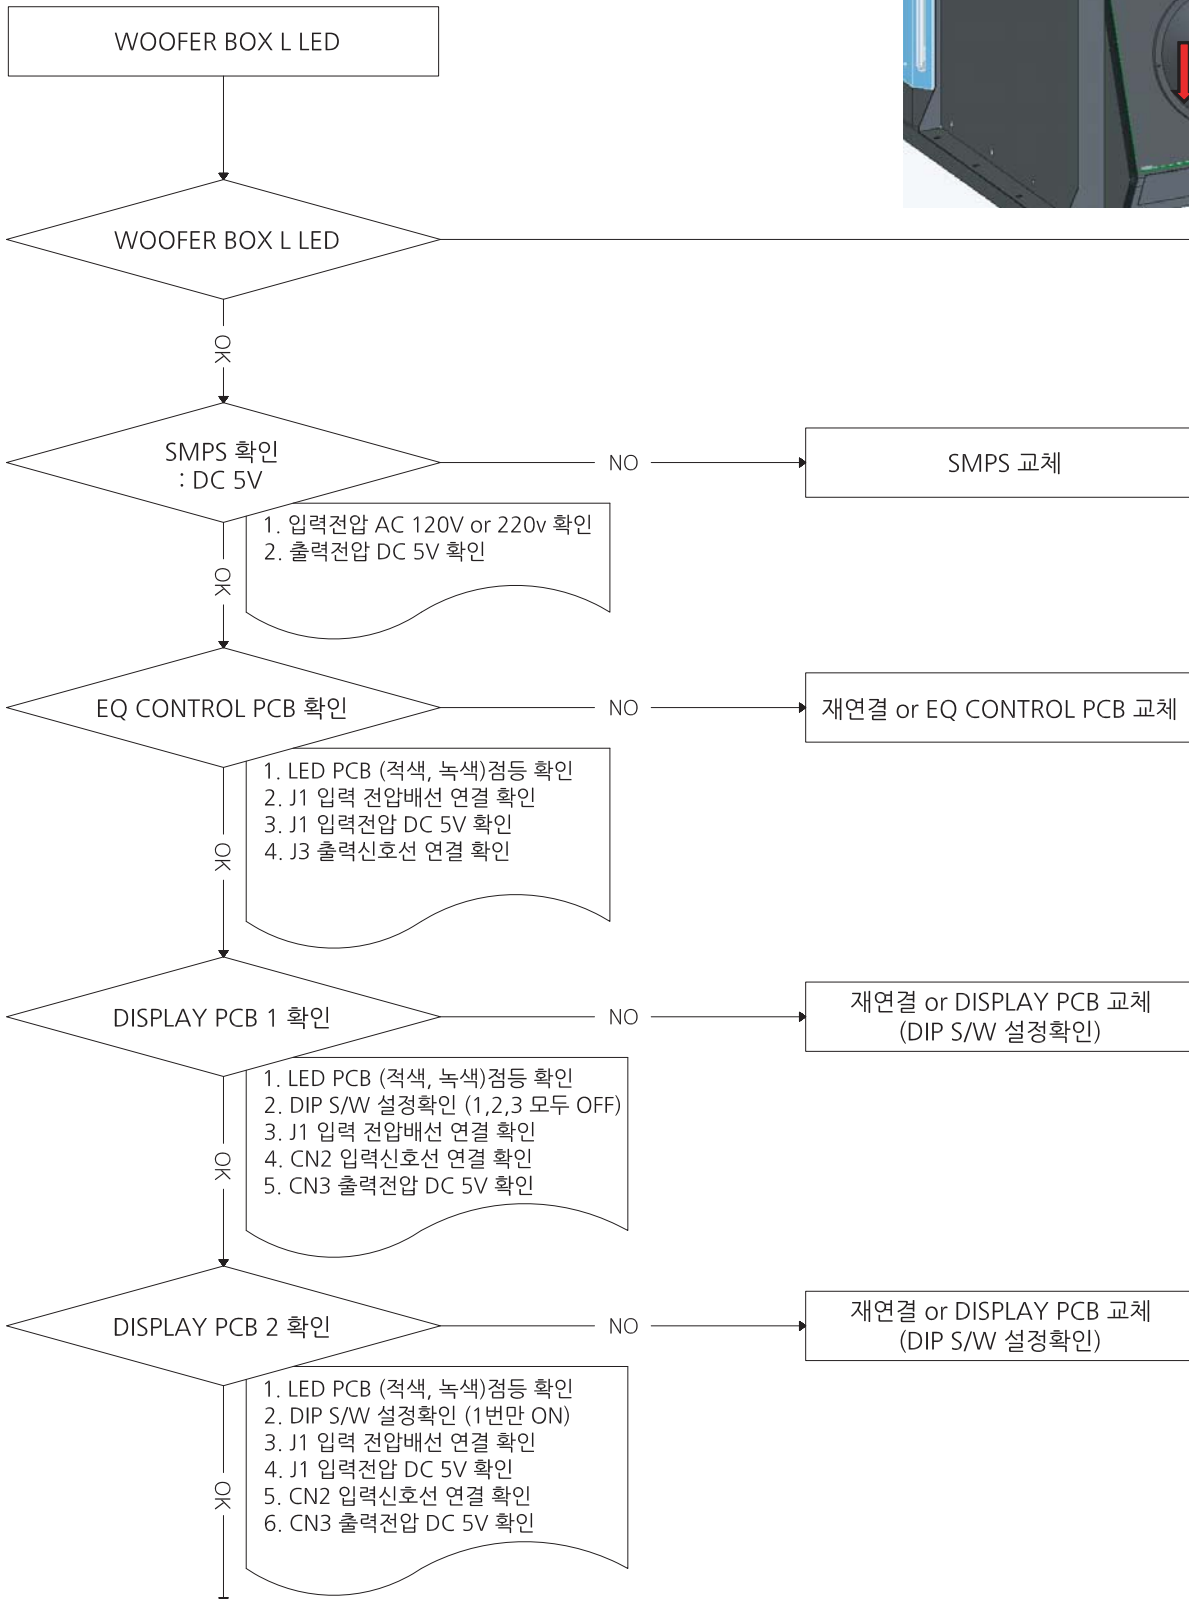 WOOFER BOX L LED
WOOFER BOX L LED
OK
SMPS 확인
: DC 5V
NO
SMPS 교체
1. 입력전압 AC 120V or 220v 확인
2. 출력전압 DC 5V 확인
OK
EQ CONTROL PCB 확인
NO
재연결 or EQ CONTROL PCB 교체
1. LED PCB (적색, 녹색)점등 확인
2. J1 입력 전압배선 연결 확인
3. J1 입력전압 DC 5V 확인
4. J3 출력신호선 연결 확인
OK
DISPLAY PCB 1 확인
NO
재연결 or DISPLAY PCB 교체
(DIP S/W 설정확인)
1. LED PCB (적색, 녹색)점등 확인
2. DIP S/W 설정확인 (1,2,3 모두 OFF)
3. J1 입력 전압배선 연결 확인
4. CN2 입력신호선 연결 확인
5. CN3 출력전압 DC 5V 확인
OK
DISPLAY PCB 2 확인
NO
재연결 or DISPLAY PCB 교체
(DIP S/W 설정확인)
1. LED PCB (적색, 녹색)점등 확인
2. DIP S/W 설정확인 (1번만 ON)
3. J1 입력 전압배선 연결 확인
4. J1 입력전압 DC 5V 확인
5. CN2 입력신호선 연결 확인
6. CN3 출력전압 DC 5V 확인
OK